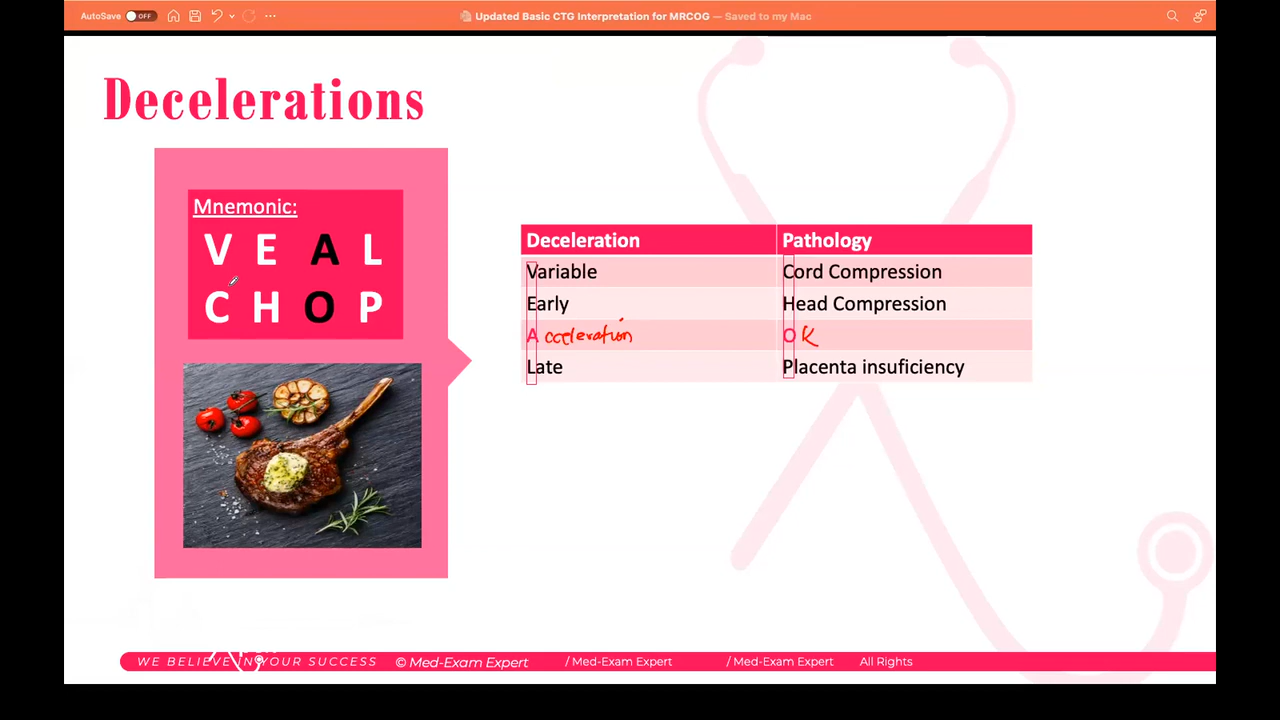 AutoSave OFF
Updated Basic CTG Interpretation for MRCOG — Saved to my Mac
Decelerations
Mnemonic:
V E A L
C H O P
Deceleration Pathology
Variable Cord Compression
Early Head Compression
Acceleration OK
Late Placenta insuficiency
WE BELIEVE IN YOUR SUCCESS © Med-Exam Expert / Med-Exam Expert / Med-Exam Expert All Rights